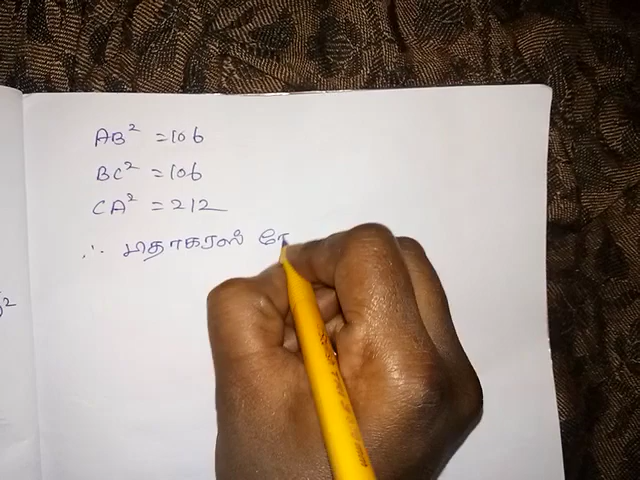 AB² = 106
BC² = 106
CA² = 212
∴ பிதாகரஸ் தே